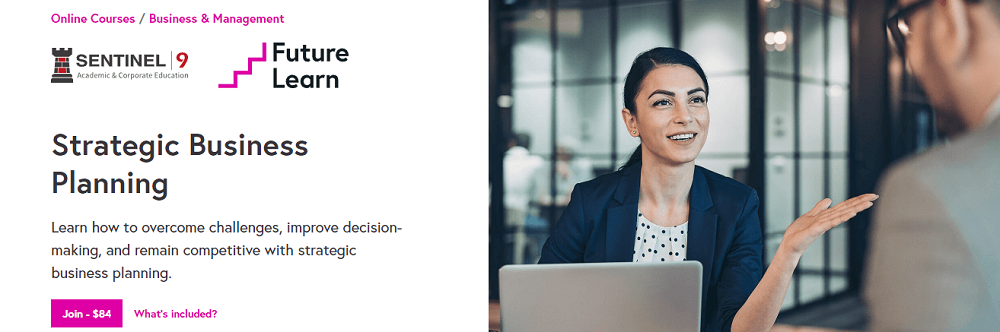 Online Courses / Business & Management
SENTINEL | 9
Academic & Corporate Education
Future
Learn
Strategic Business
Planning
Learn how to overcome challenges, improve decision-
making, and remain competitive with strategic
business planning.
Join - $84
What's included?